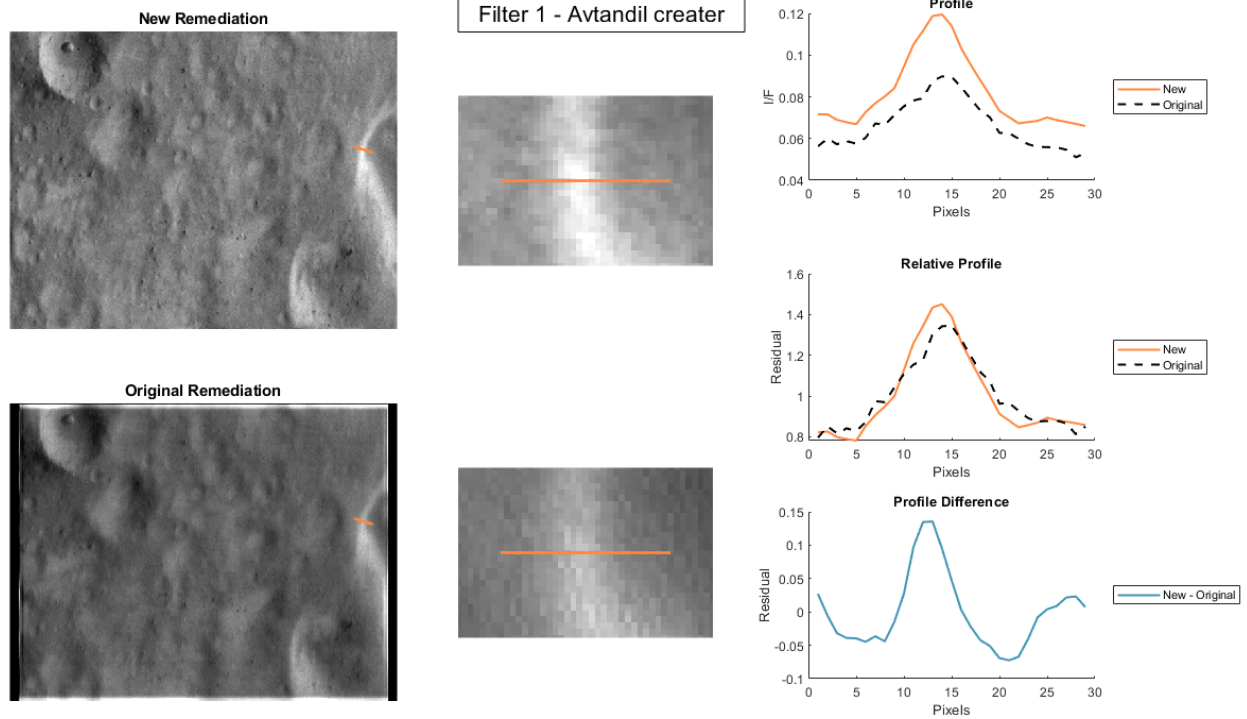 New Remediation
Filter 1 - Avtandil creater
Original Remediation
Profile
0.12
0.1
0.08
0.06
0.04
I/F
0 5 10 15 20 25 30
Pixels
New
Original
Relative Profile
1.6
1.4
1.2
1
0.8
Residual
0 5 10 15 20 25 30
Pixels
New
Original
Profile Difference
0.15
0.1
0.05
0
-0.05
-0.1
Residual
0 5 10 15 20 25 30
Pixels
New - Original